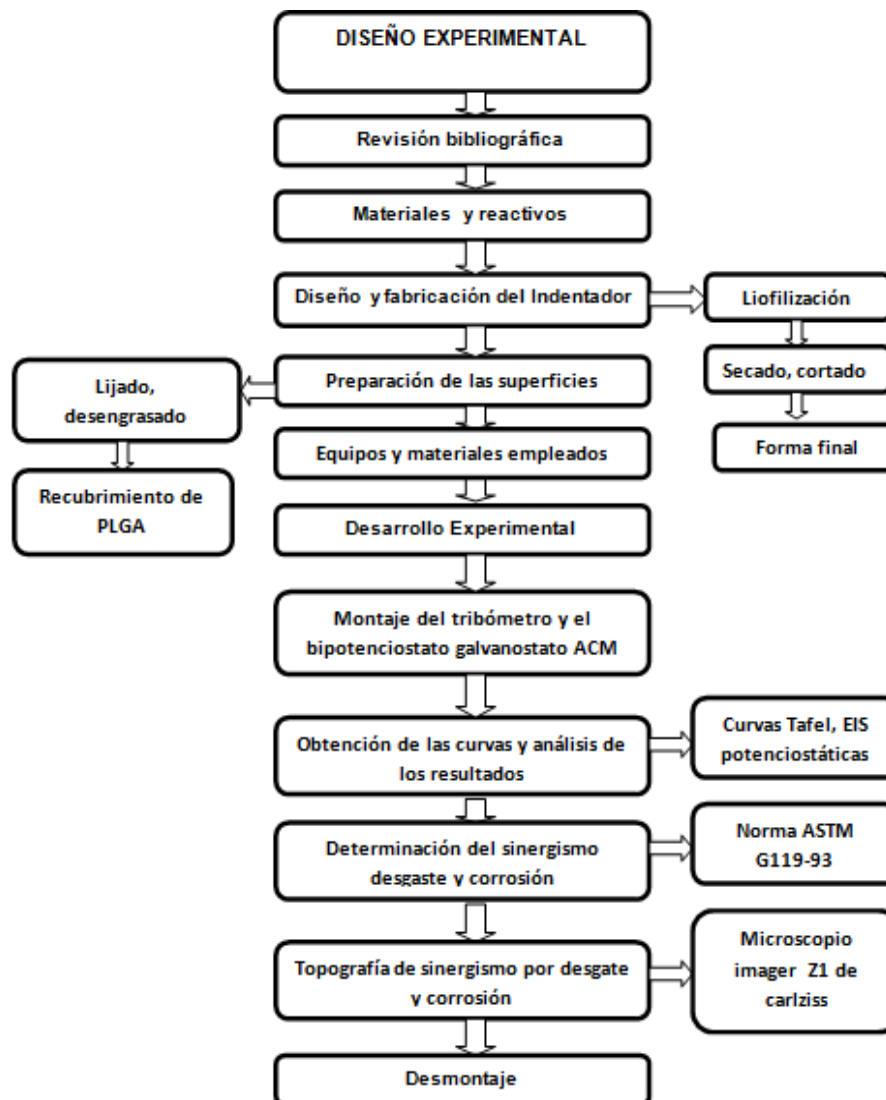 DISEÑO EXPERIMENTAL
Revisión bibliográfica
Materiales y reactivos
Diseño y fabricación del Indentador
Liofilización
Secado, cortado
Forma final
Preparación de las superficies
Lijado,
desengrasado
Recubrimiento de
PLGA
Equipos y materiales empleados
Desarrollo Experimental
Montaje del tribómetro y el
bipotenciostato galvanostato ACM
Obtención de las curvas y análisis de
los resultados
Curvas Tafel, EIS
potenciostáticas
Determinación del sinergismo
desgaste y corrosión
Norma ASTM
G119-93
Topografía de sinergismo por desgate
y corrosión
Microscopio
imager Z1 de
carlziss
Desmontaje